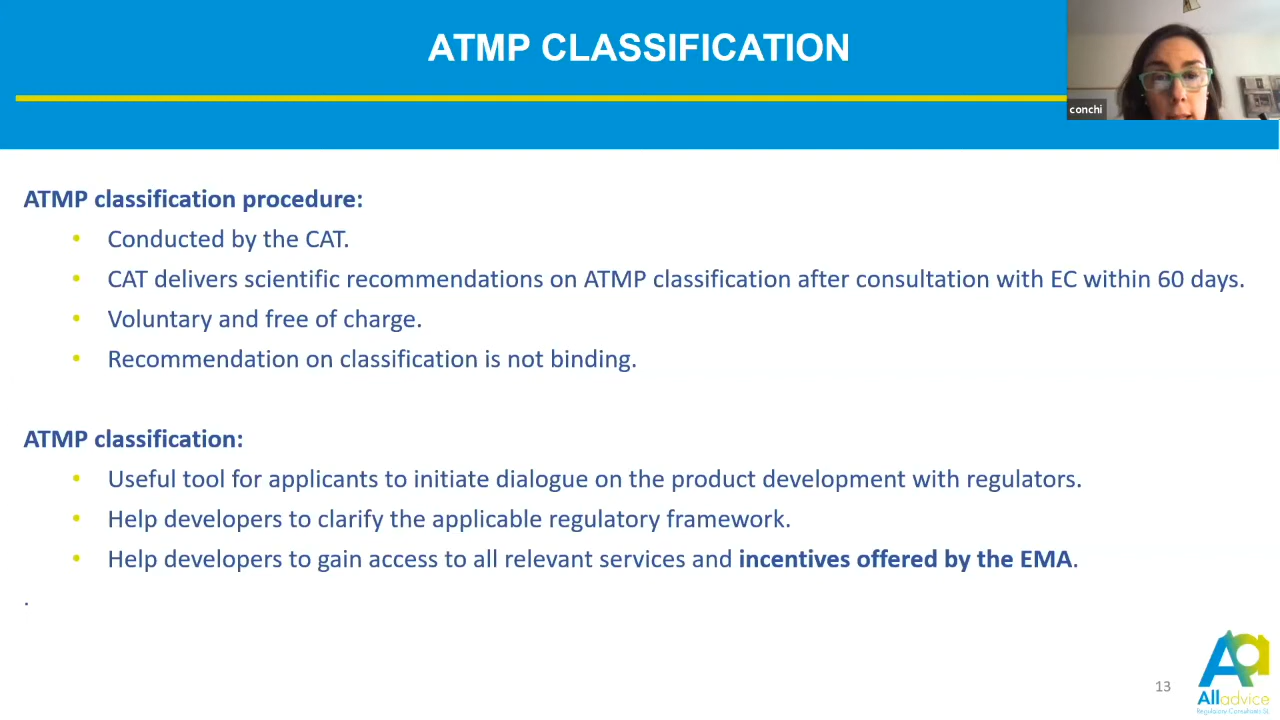 ATMP CLASSIFICATION
conchi
ATMP classification procedure:
• Conducted by the CAT.
• CAT delivers scientific recommendations on ATMP classification after consultation with EC within 60 days.
• Voluntary and free of charge.
• Recommendation on classification is not binding.
ATMP classification:
• Useful tool for applicants to initiate dialogue on the product development with regulators.
• Help developers to clarify the applicable regulatory framework.
• Help developers to gain access to all relevant services and incentives offered by the EMA.
.
13
Alladvice
Regulatory Consultants SL